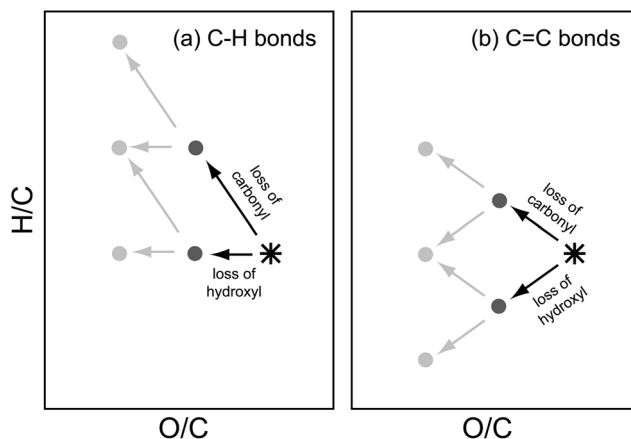 (a) C-H bonds
(b) C=C bonds
H/C
loss of
carbonyl
loss of
hydroxyl
loss of
carbonyl
loss of
hydroxyl
O/C
O/C